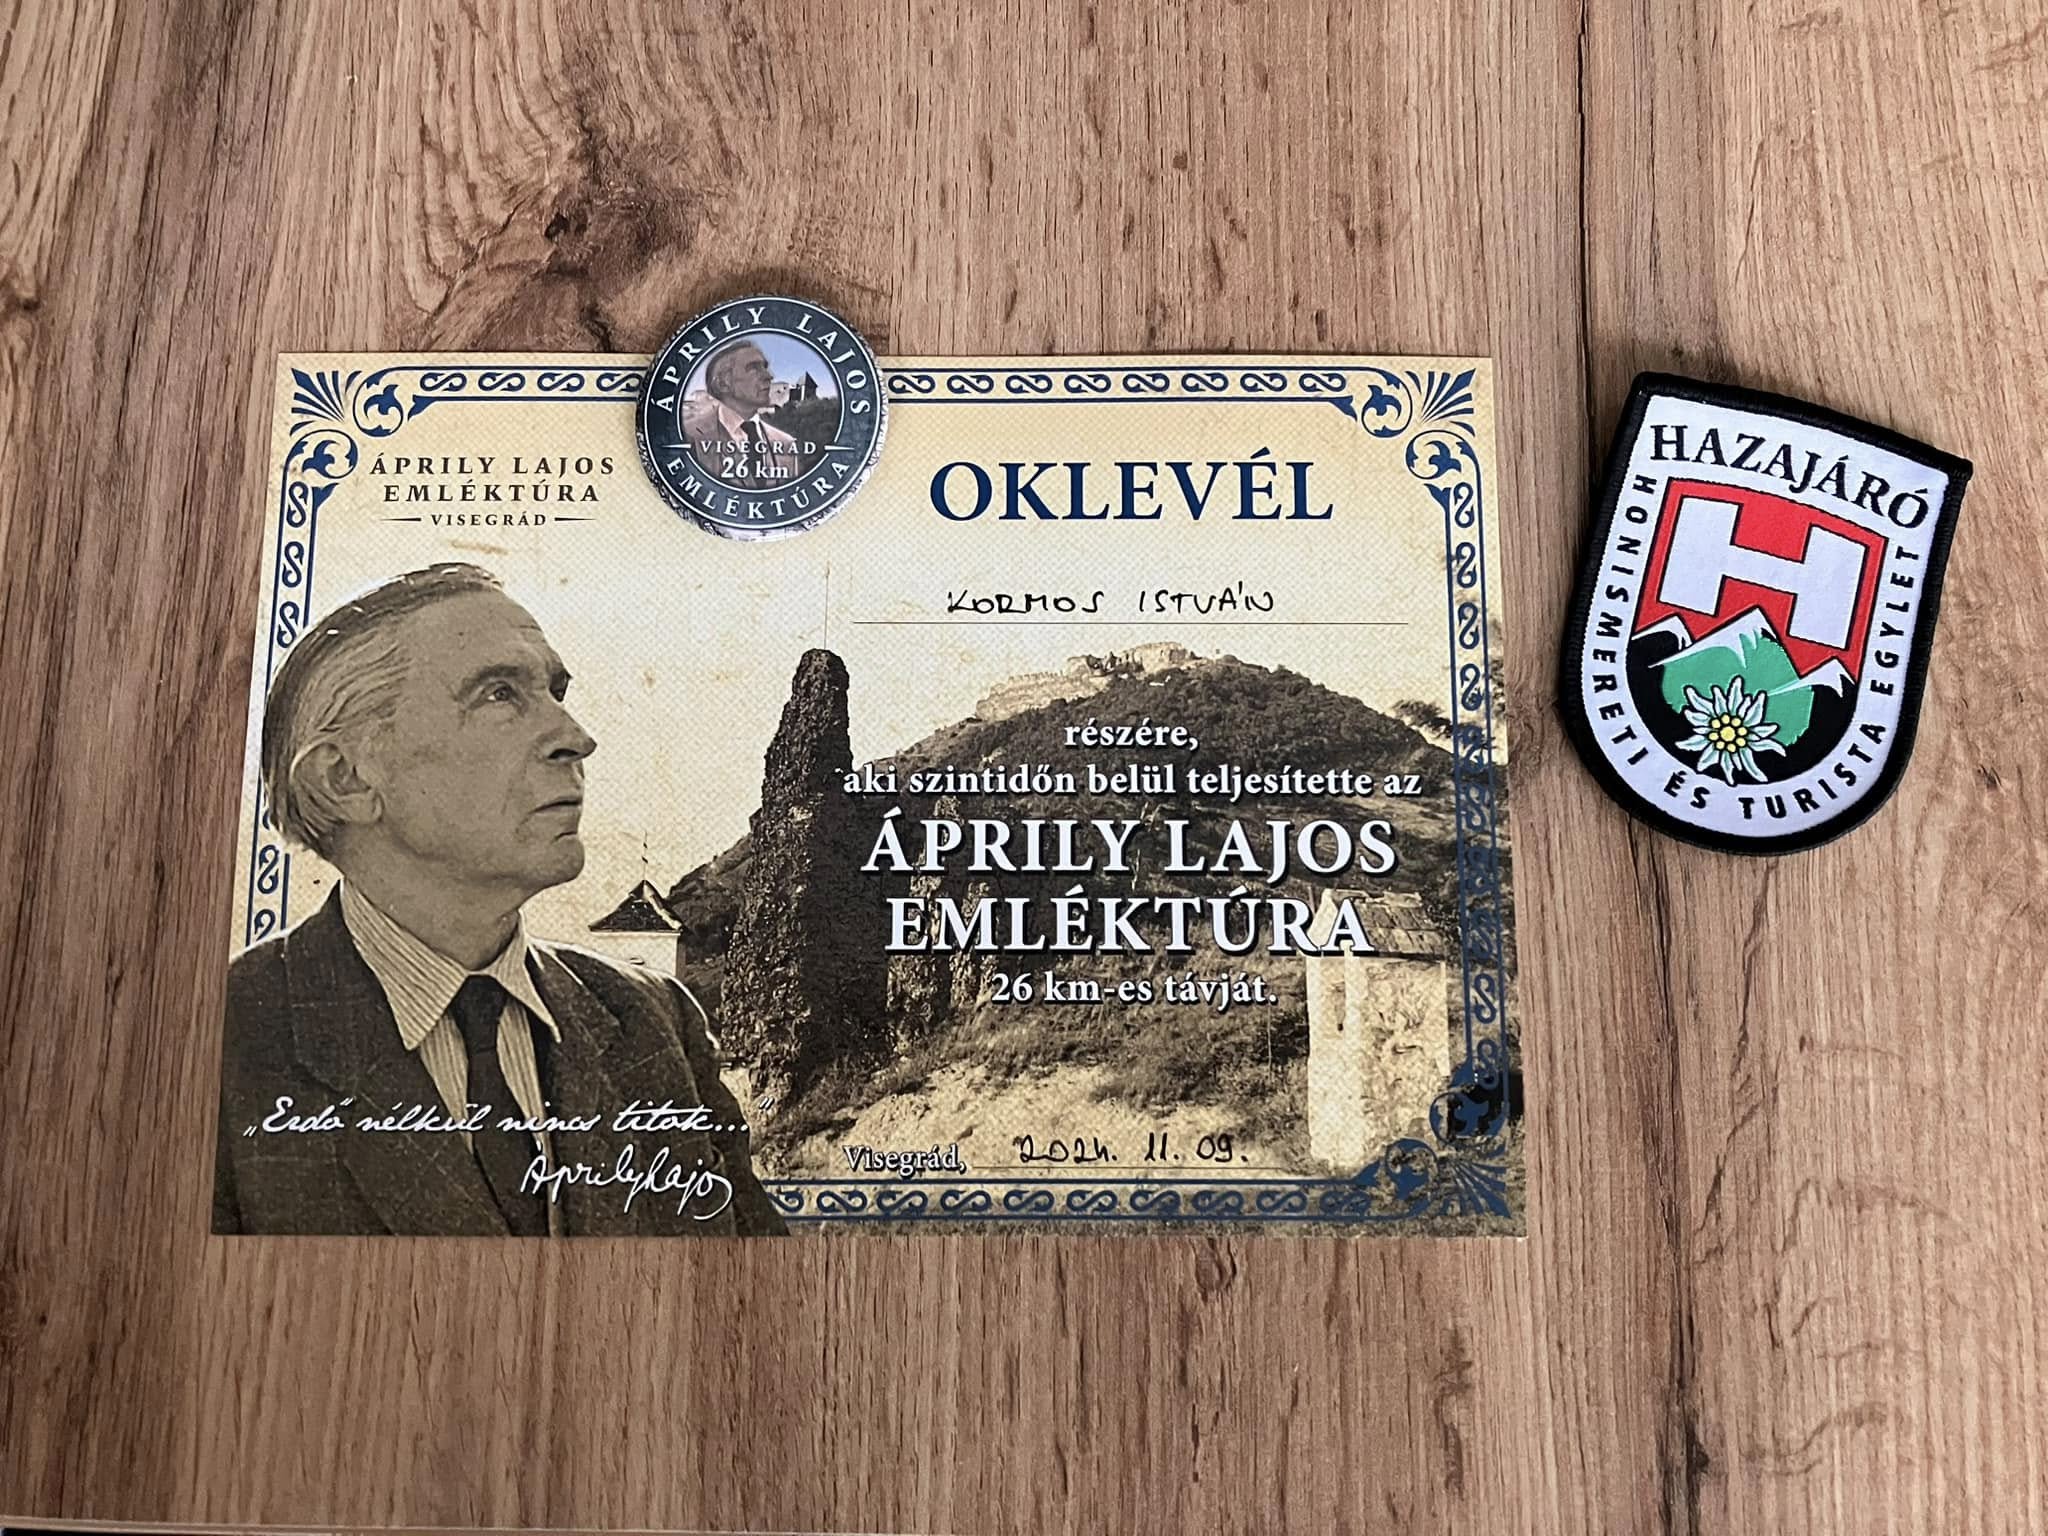 ÁPRILY LAJOS
EMLÉKTÚRA
VISEGRÁD
ÁPRILY LAJOS
VISEGRÁD
26 km
EMLÉKTÚRA
OKLEVÉL
KORMOS ISTVÁN
részére,
aki szintidőn belül teljesítette az
ÁPRILY LAJOS
EMLÉKTÚRA
26 km-es távját.
„Erdő nélkül nincs titok..."
Áprily Lajos
Visegrád, 2024. 11. 09.
HAZAJÁRÓ
H
HONISMERETI ÉS TURISTA EGYLET